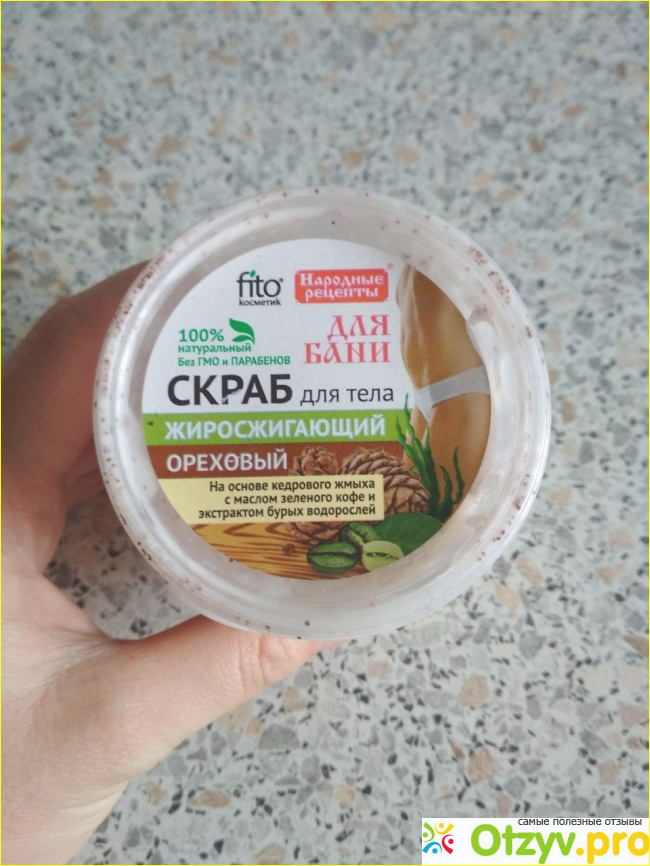 fito®
косметик
Народные
рецепты®
100%
натуральный
Без ГМО и ПАРАБЕНОВ
ДЛЯ
БАНИ
СКРАБ для тела
ЖИРОСЖИГАЮЩИЙ
ОРЕХОВЫЙ
На основе кедрового жмыха
с маслом зеленого кофе и
экстрактом бурых водорослей
самые полезные отзывы
Otzyv.pro